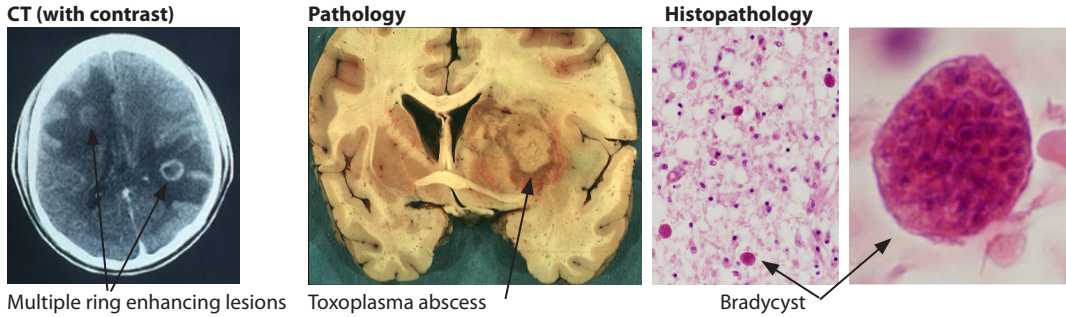 CT (with contrast)
Pathology
Histopathology
Multiple ring enhancing lesions
Toxoplasma abscess
Bradycyst